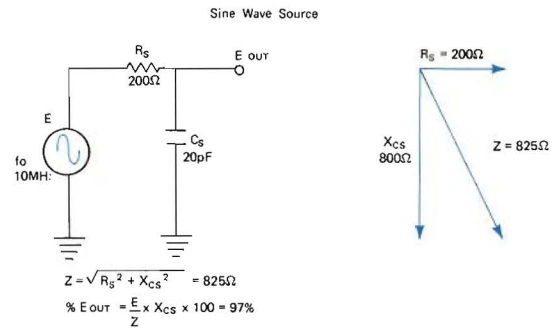 Sine Wave Source
RS
200Ω
E OUT
E
fo
10MH:
CS
20pF
RS = 200Ω
XCS
800Ω
Z = 825Ω
Z = √RS² + XCS² = 825Ω
% E OUT = E/Z x XCS x 100 = 97%